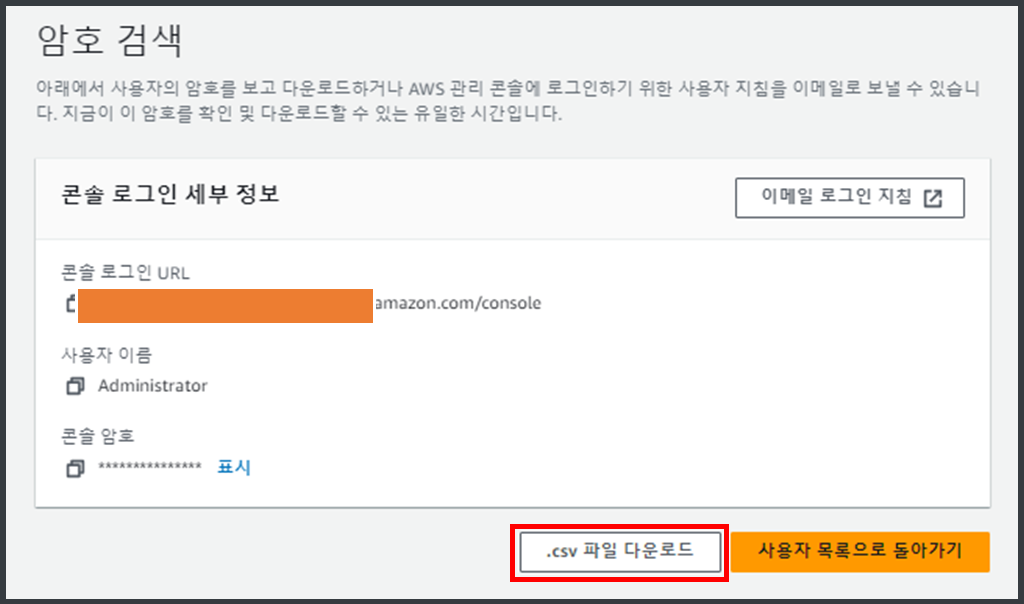 암호 검색
아래에서 사용자의 암호를 보고 다운로드하거나 AWS 관리 콘솔에 로그인하기 위한 사용자 지침을 이메일로 보낼 수 있습니
다. 지금이 이 암호를 확인 및 다운로드할 수 있는 유일한 시간입니다.
콘솔 로그인 세부 정보
이메일 로그인 지침
콘솔 로그인 URL
amazon.com/console
사용자 이름
Administrator
콘솔 암호
*************** 표시
.csv 파일 다운로드
사용자 목록으로 돌아가기